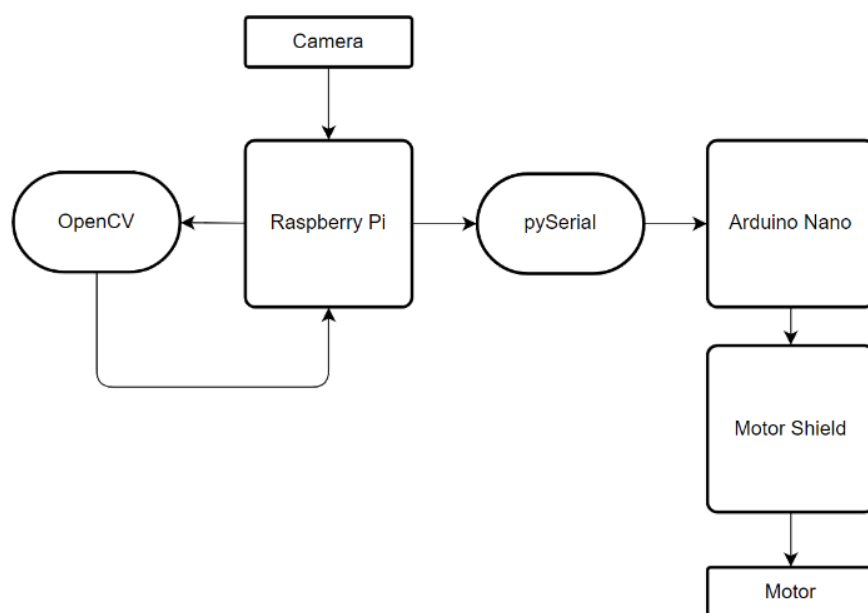 Camera
OpenCV
Raspberry Pi
pySerial
Arduino Nano
Motor Shield
Motor